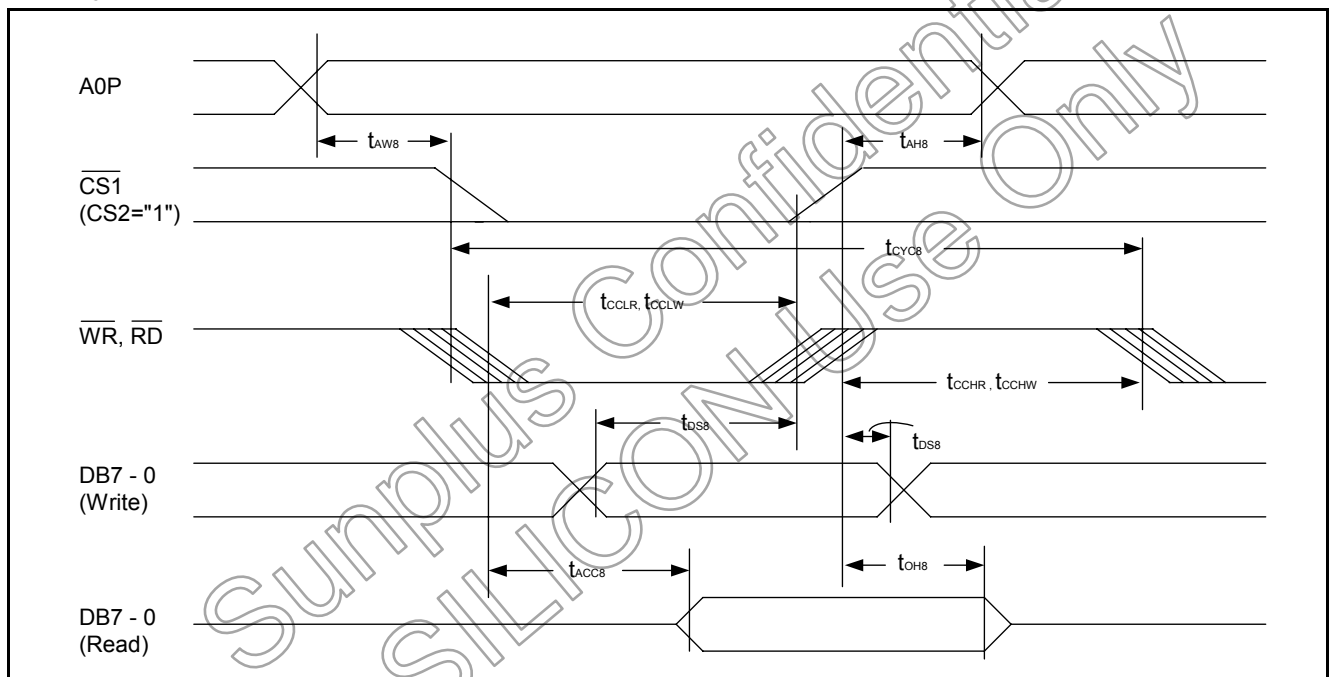 A0P
tAW8
tAH8
CS1
(CS2="1")
tCYC8
tCCLR, tCCLW
WR, RD
tCCHR , tCCHW
tDS8
tDS8
DB7 - 0
(Write)
tACC8
tOH8
DB7 - 0
(Read)
Sunplus Confidential
SILICON Use Only